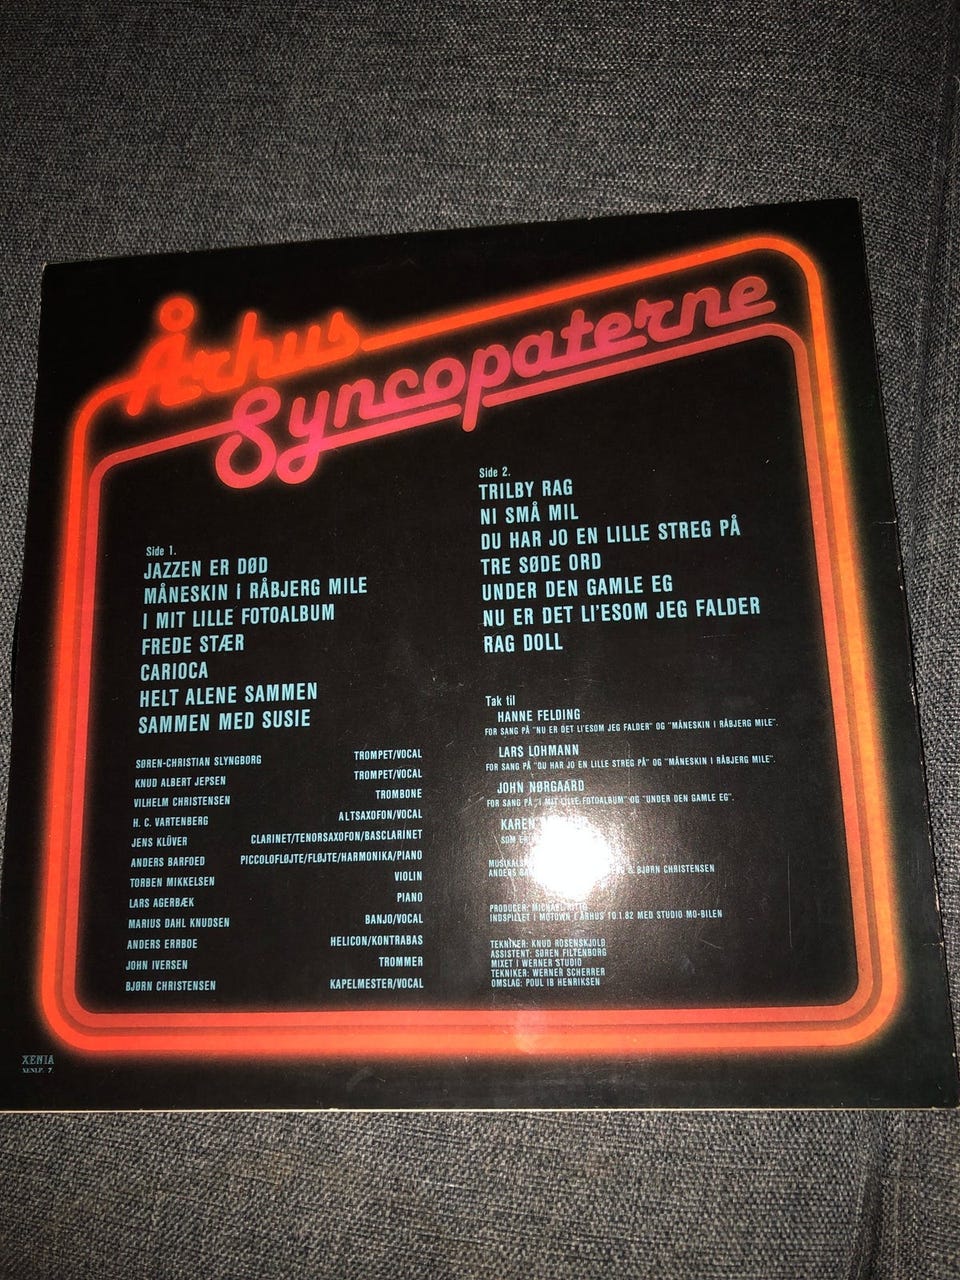 Århus
Syncopaterne
Side 1.
JAZZEN ER DØD
MÅNESKIN I RÅBJERG MILE
I MIT LILLE FOTOALBUM
FREDE STÆR
CARIOCA
HELT ALENE SAMMEN
SAMMEN MED SUSIE
SØREN-CHRISTIAN SLYNGBORG TROMPET/VOCAL
KNUD ALBERT JEPSEN TROMPET/VOCAL
VILHELM CHRISTENSEN TROMBONE
H. C. VARTENBERG ALTSAXOFON/VOCAL
JENS KLÜVER CLARINET/TENORSAXOFON/BASCLARINET
ANDERS BARFOED PICCOLOFLØJTE/FLØJTE/HARMONIKA/PIANO
TORBEN MIKKELSEN VIOLIN
LARS AGERBÆK PIANO
MARIUS DAHL KNUDSEN BANJO/VOCAL
ANDERS ERRBOE HELICON/KONTRABAS
JOHN IVERSEN TROMMER
BJØRN CHRISTENSEN KAPELMESTER/VOCAL
Side 2.
TRILBY RAG
NI SMÅ MIL
DU HAR JO EN LILLE STREG PÅ
TRE SØDE ORD
UNDER DEN GAMLE EG
NU ER DET LI'ESOM JEG FALDER
RAG DOLL
Tak til
HANNE FELDING
FOR SANG PÅ "NU ER DET LI'ESOM JEG FALDER" OG "MÅNESKIN I RÅBJERG MILE".
LARS LOHMANN
FOR SANG PÅ "DU HAR JO EN LILLE STREG PÅ" OG "MÅNESKIN I RÅBJERG MILE".
JOHN NØRGAARD
FOR SANG PÅ "I MIT LILLE FOTOALBUM" OG "UNDER DEN GAMLE EG".
KAREN
SOM
ANDERS & BJØRN CHRISTENSEN
PRODUCER: MICHAEL
INDSPILLET I MOTOWN I ÅRHUS 10.1.82 MED STUDIO MO-BILEN
TEKNIKER: KNUD ROSENSKJOLD
ASSISTENT: SØREN FILTENBORG
MIXET I WERNER STUDIO
TEKNIKER: WERNER SCHERRER
OMSLAG: POUL IB HENRIKSEN
XENIA
XENLP. 7.